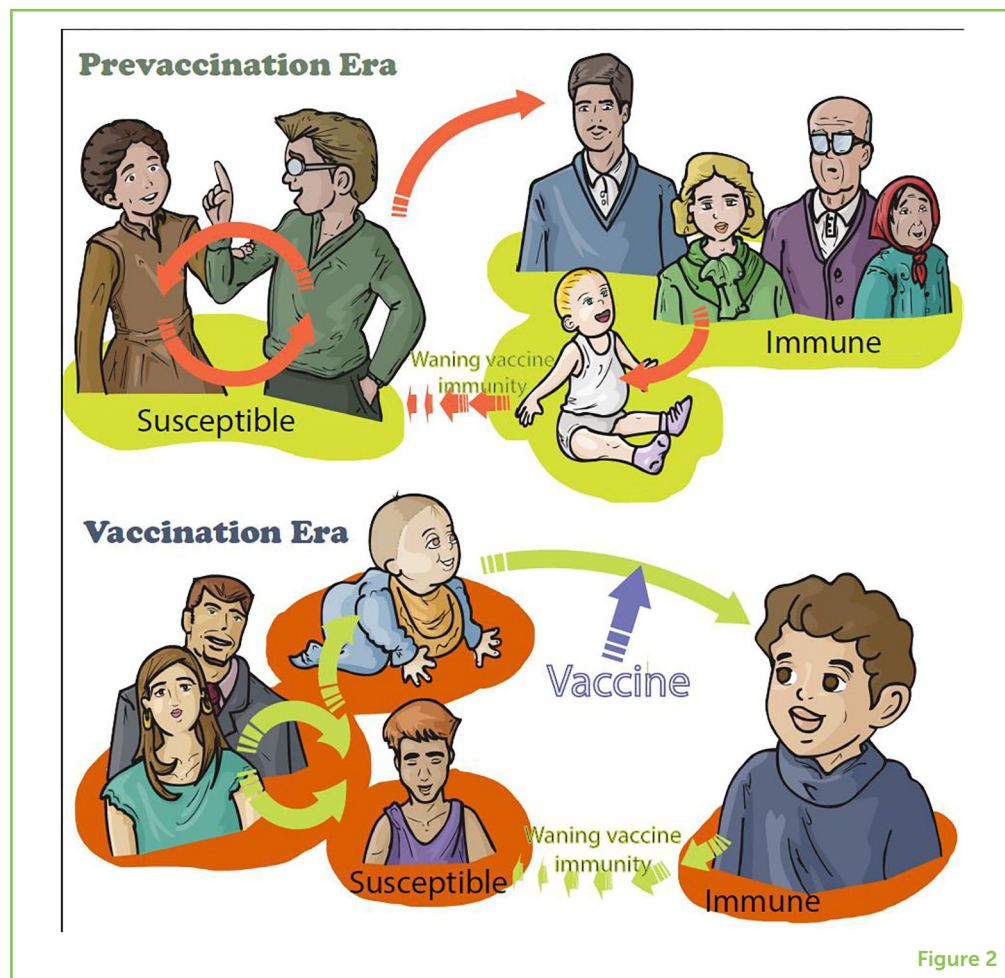 Prevaccination Era
Immune
Waning vaccine
immunity
Susceptible
Vaccination Era
Vaccine
Waning vaccine
immunity
Susceptible
Immune
Figure 2